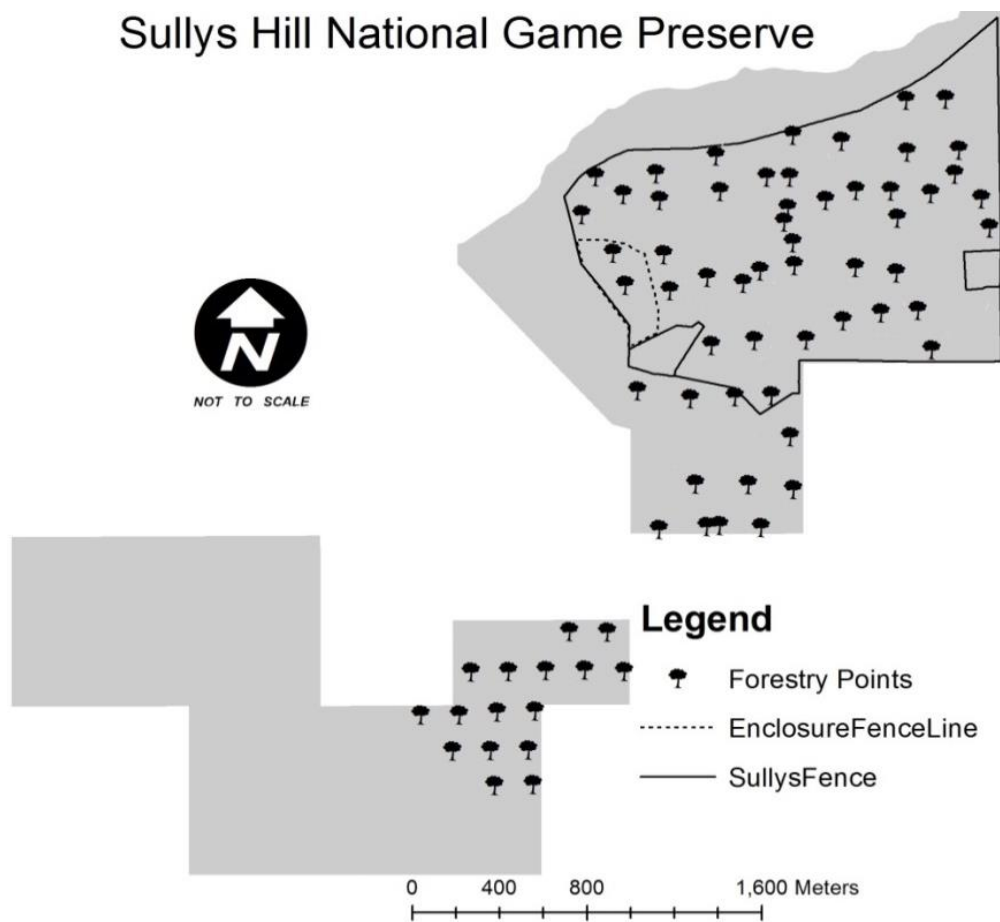 Sullys Hill National Game Preserve
N
NOT TO SCALE
Legend
Forestry Points
EnclosureFenceLine
SullysFence
0 400 800 1,600 Meters